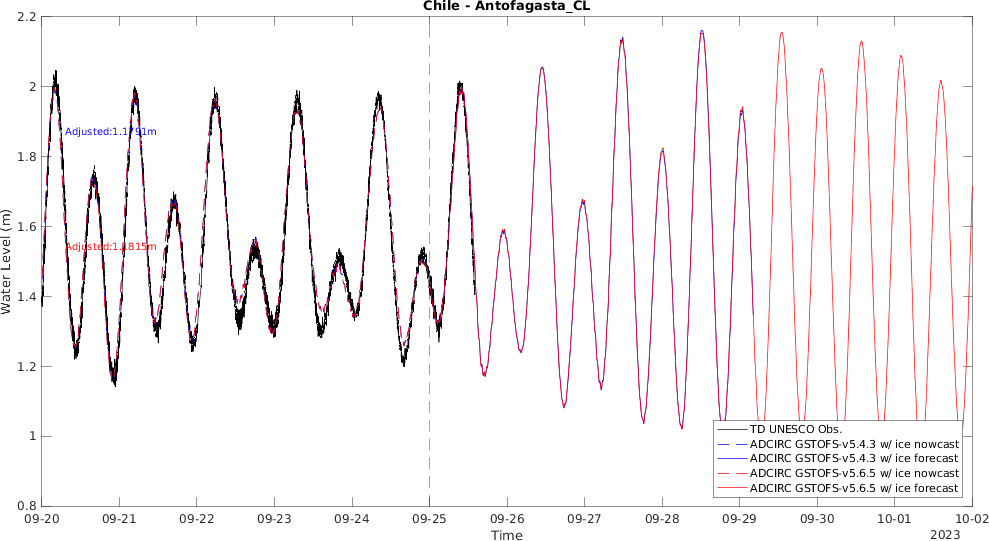 Chile - Antofagasta_CL
2.2
2
1.8
1.6
1.4
1.2
1
0.8
Water Level (m)
Adjusted:1.1791m
Adjusted:1.1815m
TD UNESCO Obs.
ADCIRC GSTOFS-v5.4.3 w/ ice nowcast
ADCIRC GSTOFS-v5.4.3 w/ ice forecast
ADCIRC GSTOFS-v5.6.5 w/ ice nowcast
ADCIRC GSTOFS-v5.6.5 w/ ice forecast
09-20 09-21 09-22 09-23 09-24 09-25 09-26 09-27 09-28 09-29 09-30 10-01 10-02
Time
2023